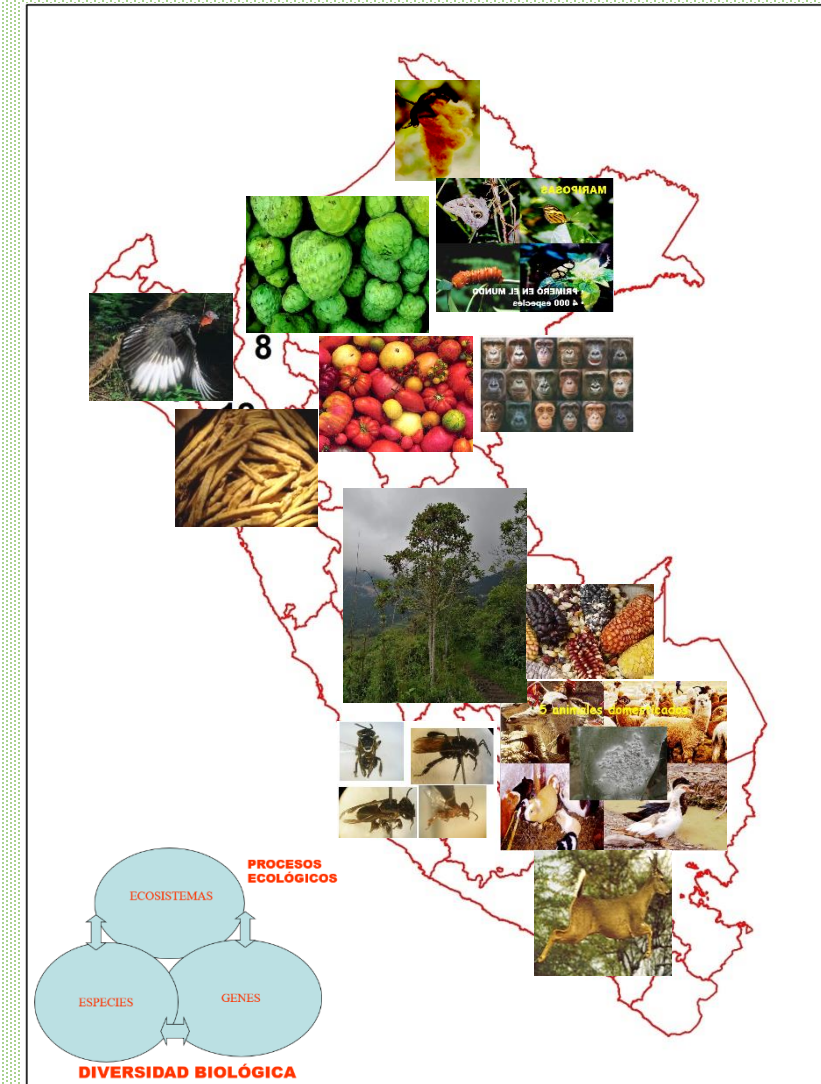 MARIPOSAS
• PRIMERO EN EL MUNDO
• 4 000 especies
8
5 animales domesticados
PROCESOS
ECOLÓGICOS
ECOSISTEMAS
ESPECIES
GENES
DIVERSIDAD BIOLÓGICA